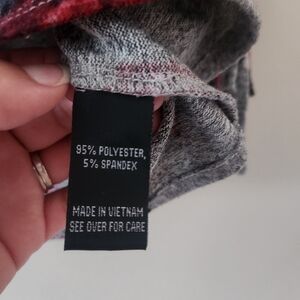 95% POLYESTER,
5% SPANDEX
MADE IN VIETNAM
SEE OVER FOR CARE